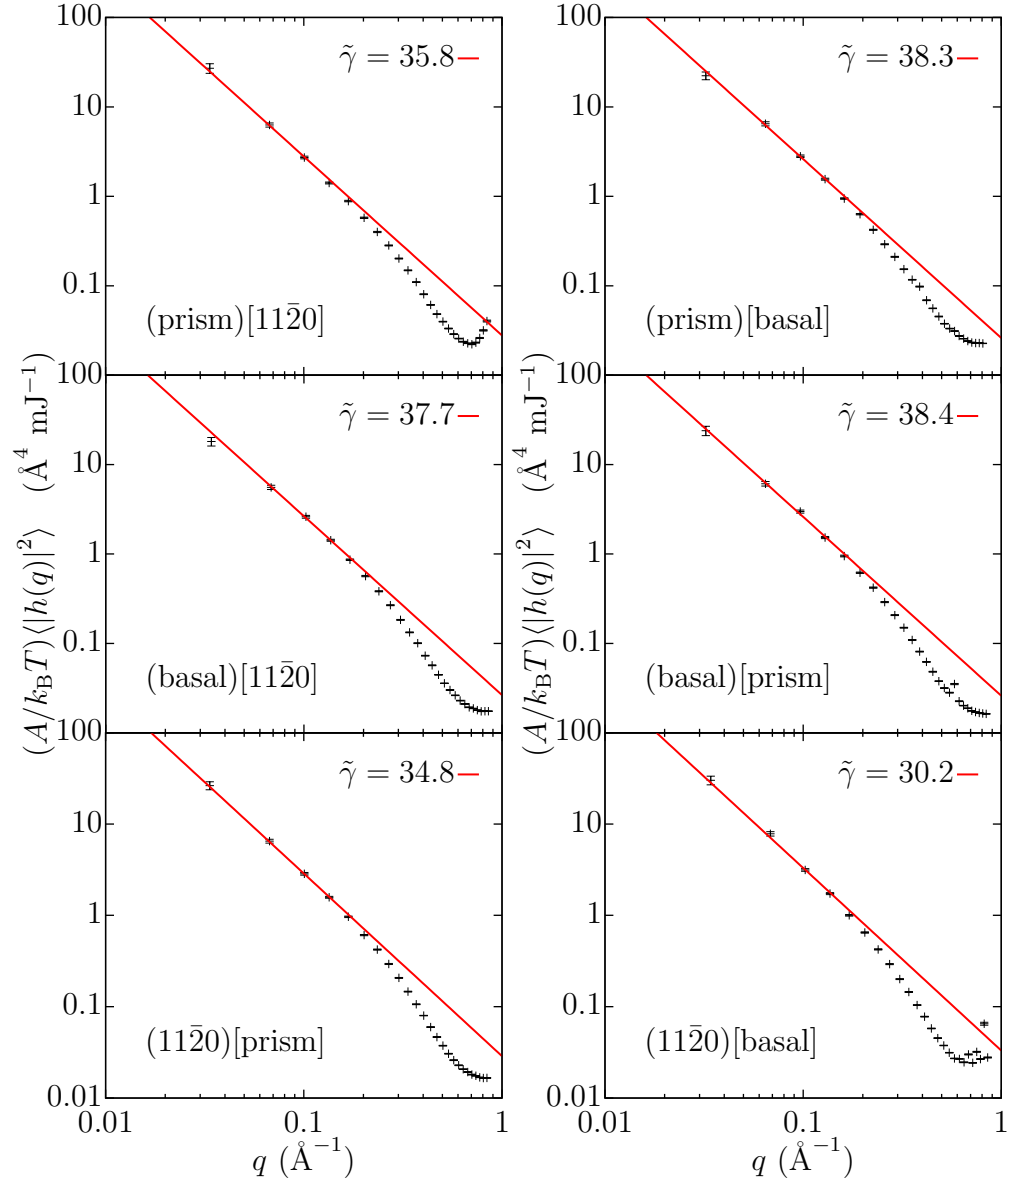 100
10
1
0.1
γ̃ = 35.8
(prism)[112̄0]
100
γ̃ = 38.3
(prism)[basal]
100
10
1
0.1
γ̃ = 37.7
(basal)[112̄0]
100
10
1
0.1
γ̃ = 38.4
(basal)[prism]
100
10
1
0.1
0.01
γ̃ = 34.8
(112̄0)[prism]
0.01
0.1
1
q (Å⁻¹)
100
10
1
0.1
0.01
γ̃ = 30.2
(112̄0)[basal]
0.01
0.1
1
q (Å⁻¹)
(A/k_BT)⟨|h(q)|²⟩ (Å⁴ mJ⁻¹)
(A/k_BT)⟨|h(q)|²⟩ (Å⁴ mJ⁻¹)
10
1
0.1